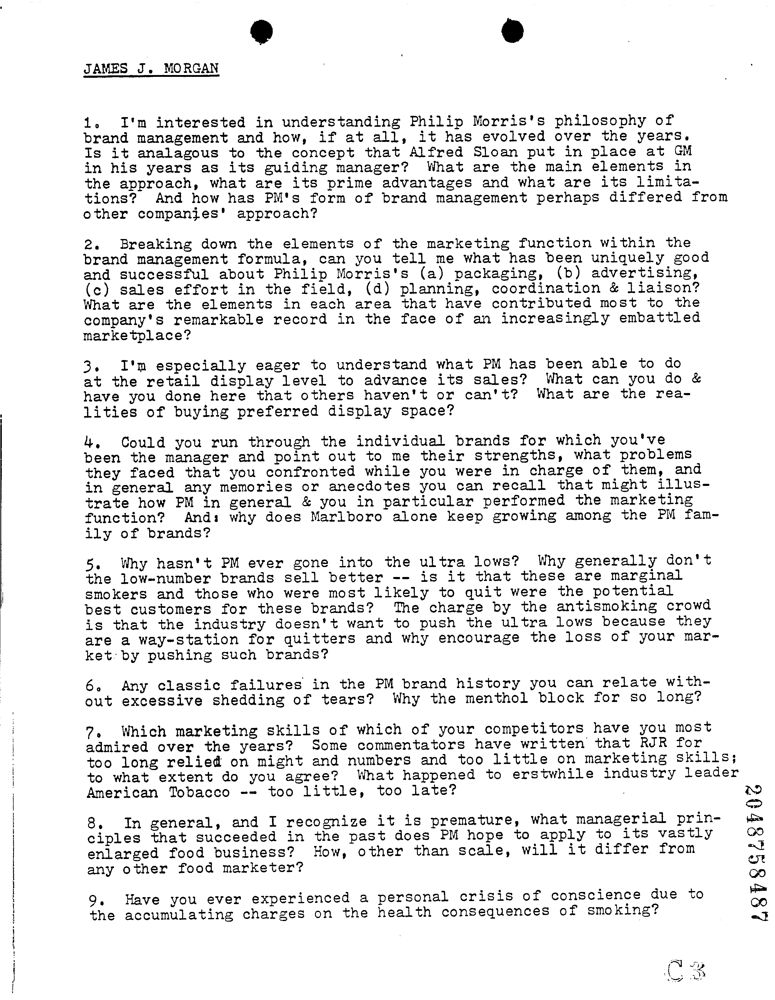 JAMES J. MORGAN
1. I'm interested in understanding Philip Morris's philosophy of
brand management and how, if at all, it has evolved over the years.
Is it analagous to the concept that Alfred Sloan put in place at GM
in his years as its guiding manager? What are the main elements in
the approach, what are its prime advantages and what are its limita-
tions? And how has PM's form of brand management perhaps differed from
other companies' approach?
2. Breaking down the elements of the marketing function within the
brand management formula, can you tell me what has been uniquely good
and successful about Philip Morris's (a) packaging, (b) advertising,
(c) sales effort in the field, (d) planning, coordination & liaison?
What are the elements in each area that have contributed most to the
company's remarkable record in the face of an increasingly embattled
marketplace?
3. I'm especially eager to understand what PM has been able to do
at the retail display level to advance its sales? What can you do &
have you done here that others haven't or can't? What are the rea-
lities of buying preferred display space?
4. Could you run through the individual brands for which you've
been the manager and point out to me their strengths, what problems
they faced that you confronted while you were in charge of them, and
in general any memories or anecdotes you can recall that might illus-
trate how PM in general & you in particular performed the marketing
function? And: why does Marlboro alone keep growing among the PM fam-
ily of brands?
5. Why hasn't PM ever gone into the ultra lows? Why generally don't
the low-number brands sell better -- is it that these are marginal
smokers and those who were most likely to quit were the potential
best customers for these brands? The charge by the antismoking crowd
is that the industry doesn't want to push the ultra lows because they
are a way-station for quitters and why encourage the loss of your mar-
ket by pushing such brands?
6. Any classic failures in the PM brand history you can relate with-
out excessive shedding of tears? Why the menthol block for so long?
7. Which marketing skills of which of your competitors have you most
admired over the years? Some commentators have written that RJR for
too long relied on might and numbers and too little on marketing skills;
to what extent do you agree? What happened to erstwhile industry leader
American Tobacco -- too little, too late?
8. In general, and I recognize it is premature, what managerial prin-
ciples that succeeded in the past does PM hope to apply to its vastly
enlarged food business? How, other than scale, will it differ from
any other food marketer?
9. Have you ever experienced a personal crisis of conscience due to
the accumulating charges on the health consequences of smoking?
2048758487
C3